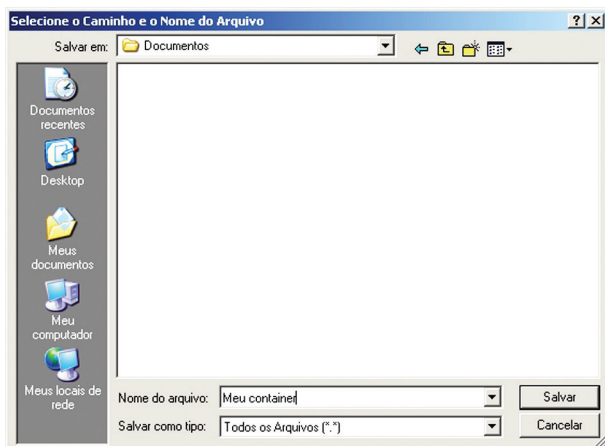 Selecione o Caminho e o Nome do Arquivo
Salvar em: Documentos
Documentos
recentes
Desktop
Meus
documentos
Meu
computador
Meus locais de
rede
Nome do arquivo: Meu container Salvar
Salvar como tipo: Todos os Arquivos (*.*) Cancelar